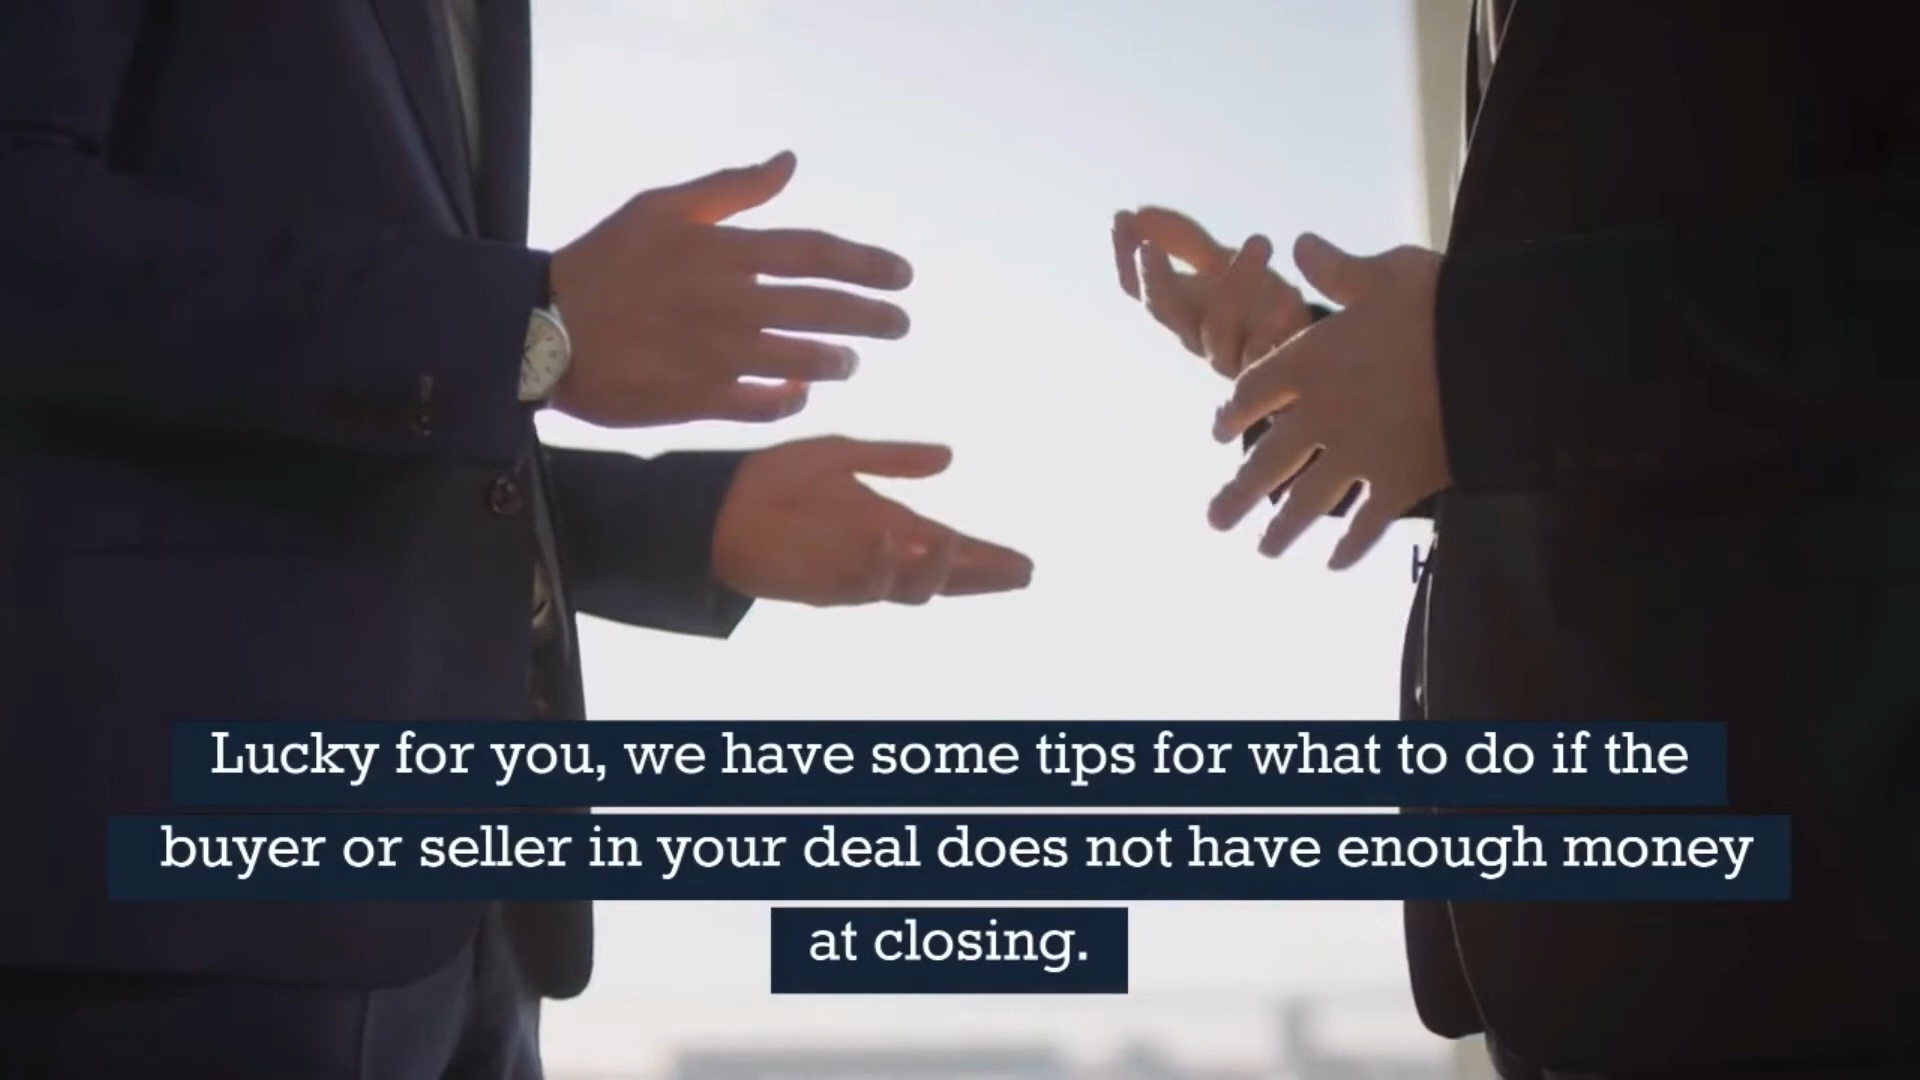 Lucky for you, we have some tips for what to do if the
buyer or seller in your deal does not have enough money
at closing.